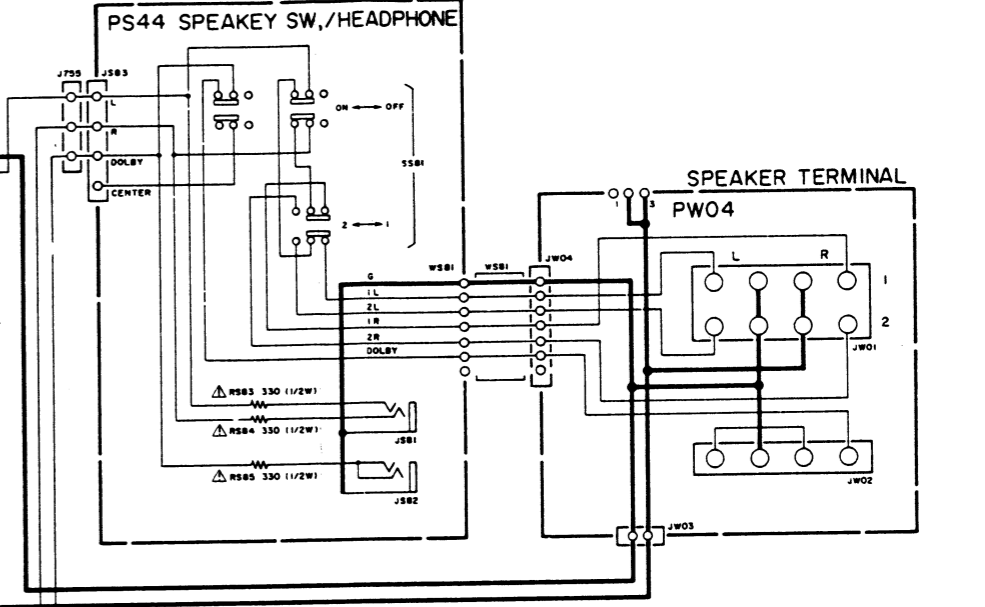 PS44 SPEAKEY SW,/HEADPHONE
J755 JS83
L
R
DOLBY
CENTER
ON OFF
SS81
2 1
SPEAKER TERMINAL
PW04
1 3
L R
1
2
JW01
JW04
WS81 WS81
G
1L
2L
1R
2R
DOLBY
RS83 330 (1/2W)
RS84 330 (1/2W)
JS81
RS85 330 (1/2W)
JS82
JW02
JW03